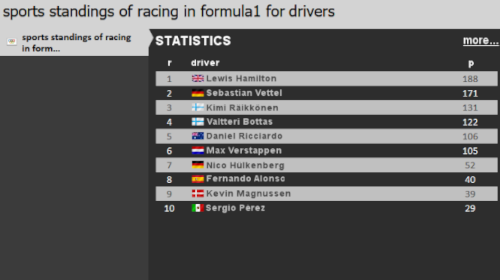 sports standings of racing in formula1 for drivers
sports standings of racing
in form...
STATISTICS more...
r driver p
1 Lewis Hamilton 188
2 Sebastian Vettel 171
3 Kimi Raikkonen 131
4 Valtteri Bottas 122
5 Daniel Ricciardo 106
6 Max Verstappen 105
7 Nico Hülkenberg 52
8 Fernando Alonso 40
9 Kevin Magnussen 39
10 Sergio Perez 29